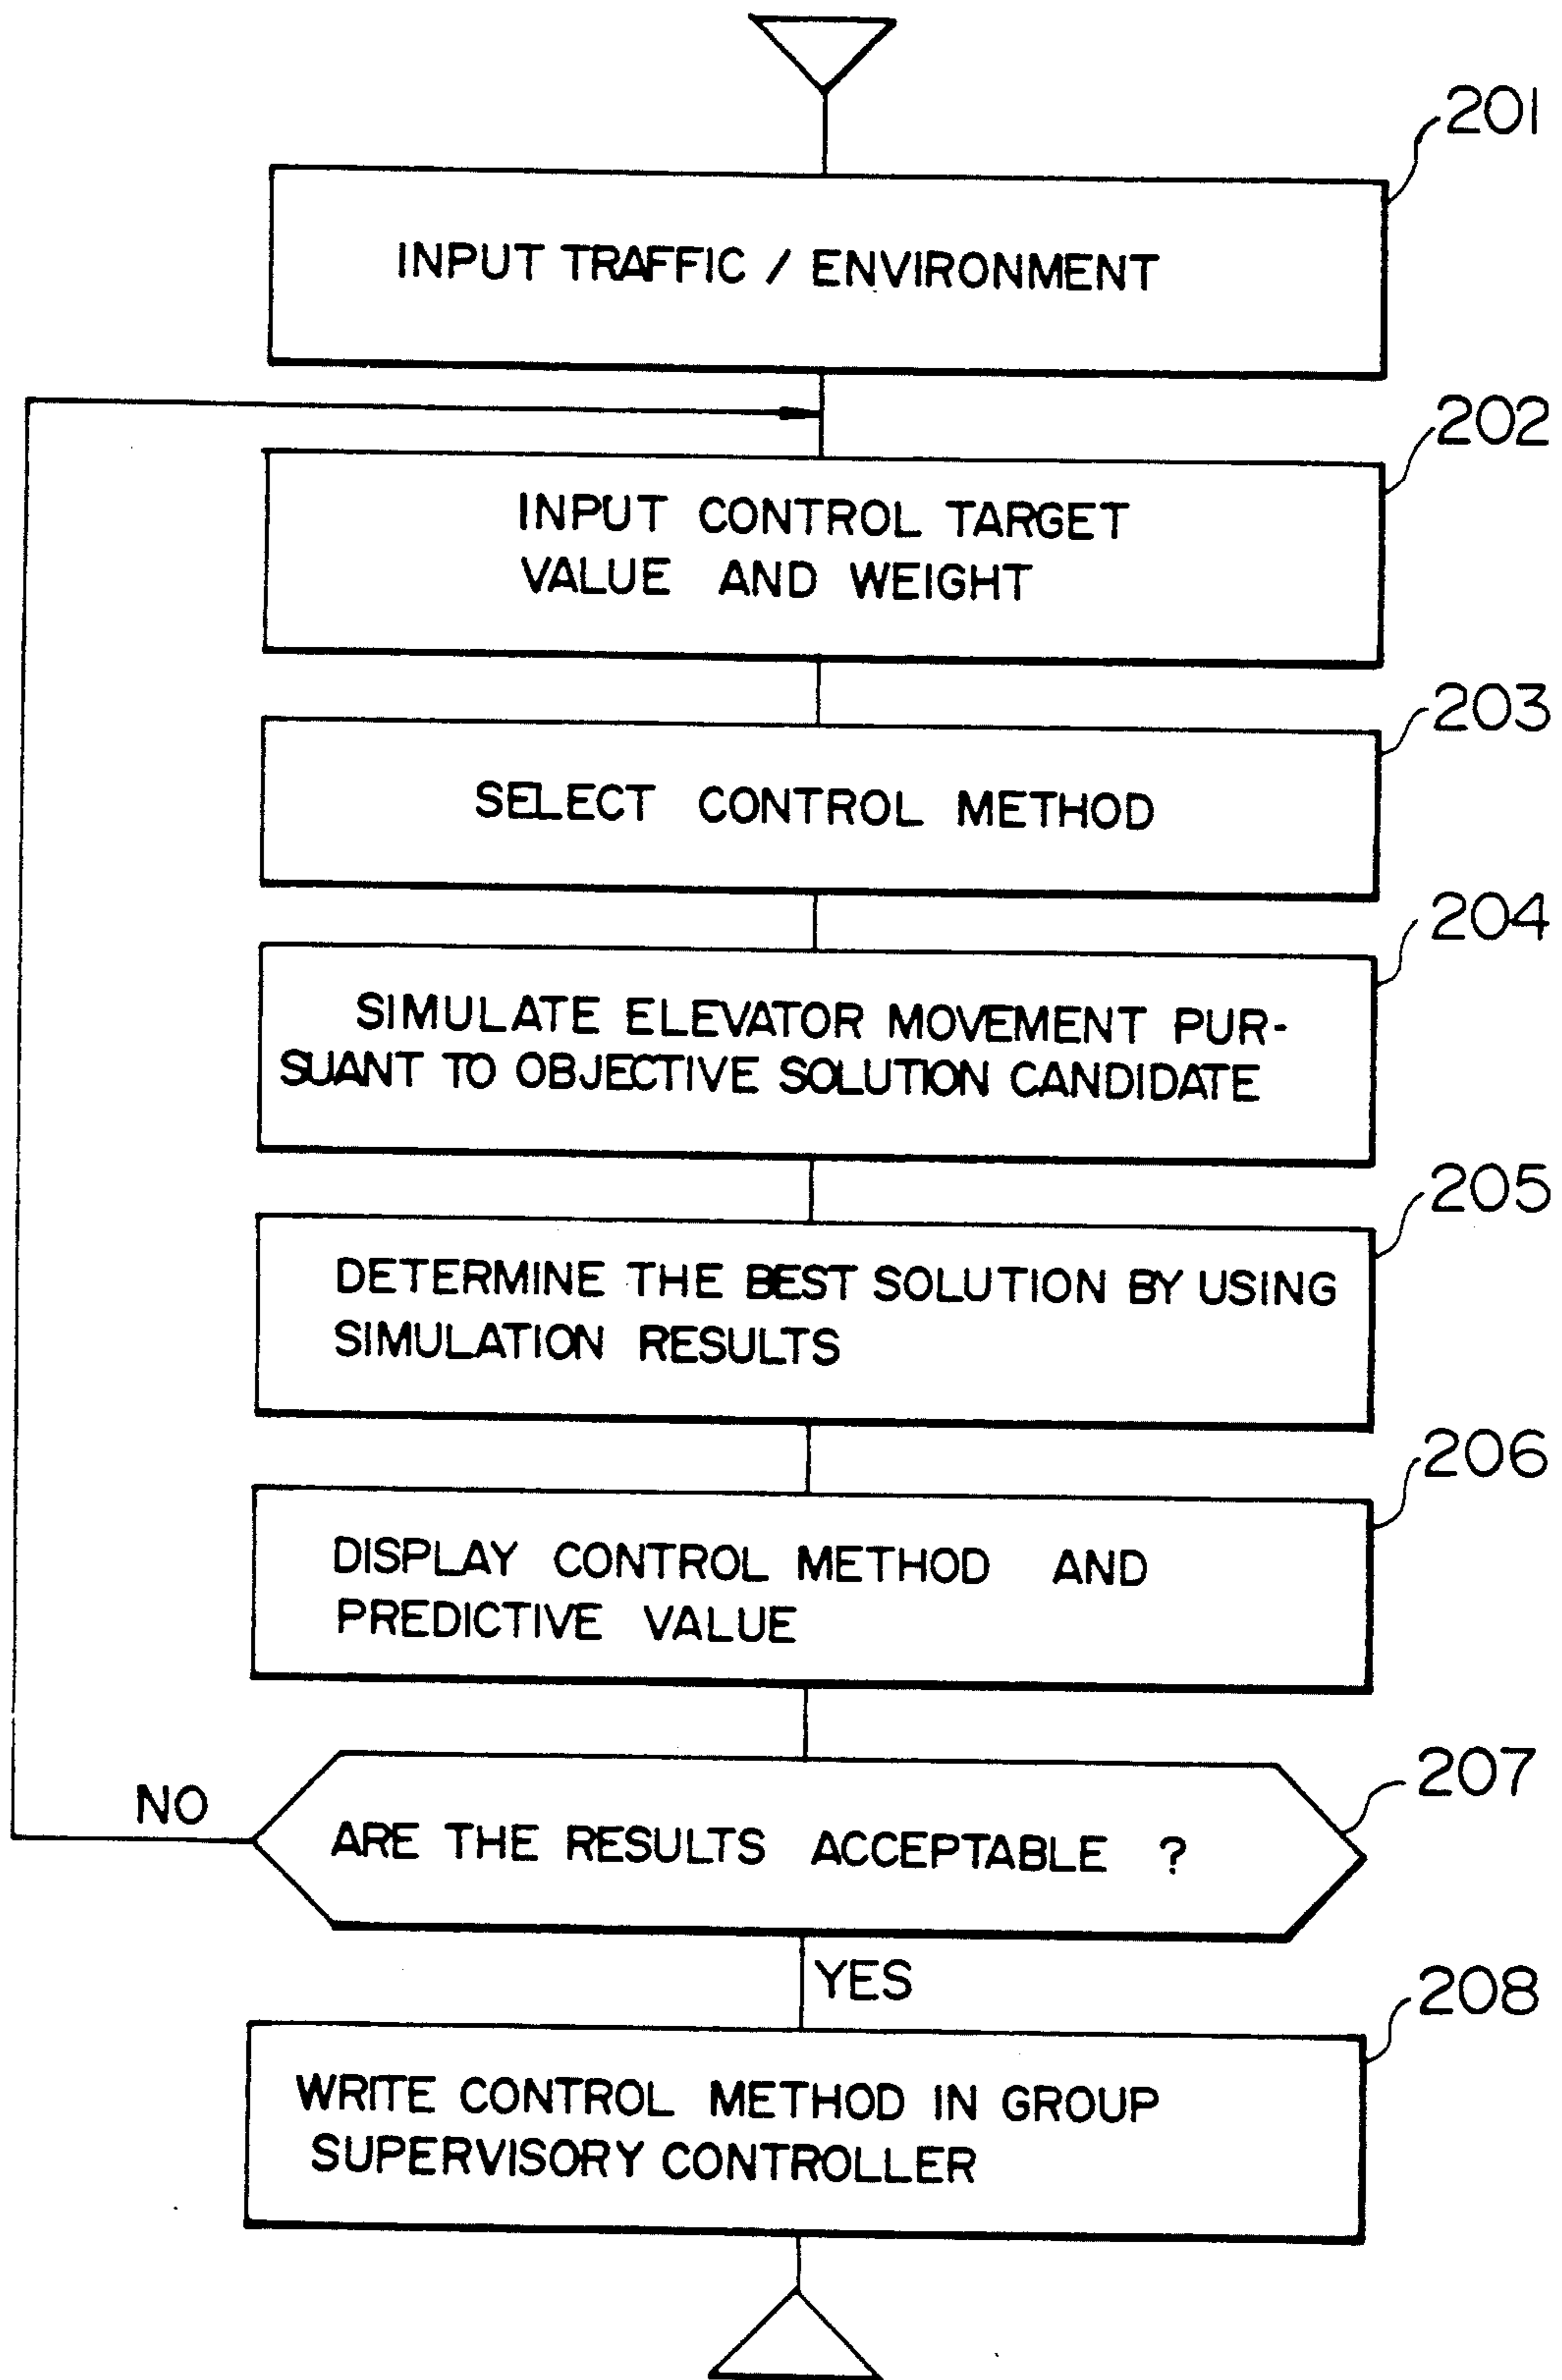 201
INPUT TRAFFIC / ENVIRONMENT
202
INPUT CONTROL TARGET
VALUE AND WEIGHT
203
SELECT CONTROL METHOD
204
SIMULATE ELEVATOR MOVEMENT PUR-
SUANT TO OBJECTIVE SOLUTION CANDIDATE
205
DETERMINE THE BEST SOLUTION BY USING
SIMULATION RESULTS
206
DISPLAY CONTROL METHOD AND
PREDICTIVE VALUE
207
NO
ARE THE RESULTS ACCEPTABLE ?
YES
208
WRITE CONTROL METHOD IN GROUP
SUPERVISORY CONTROLLER